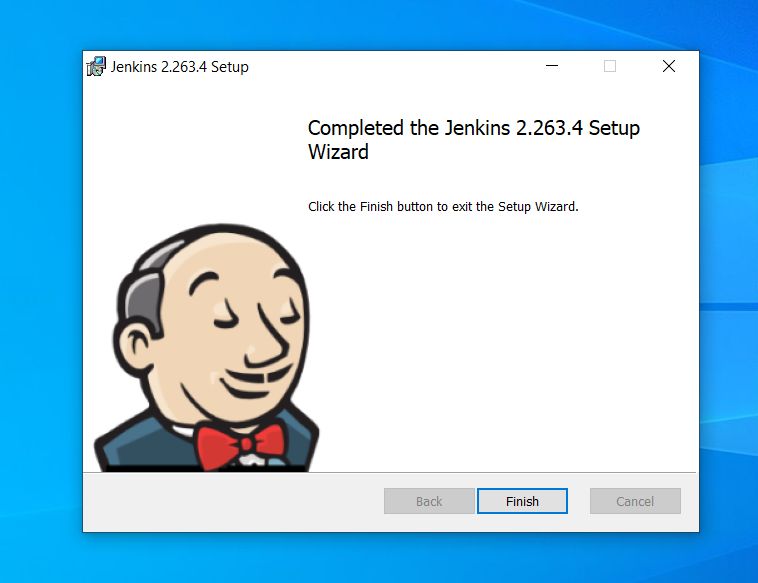 Jenkins 2.263.4 Setup
Completed the Jenkins 2.263.4 Setup
Wizard
Click the Finish button to exit the Setup Wizard.
Back
Finish
Cancel